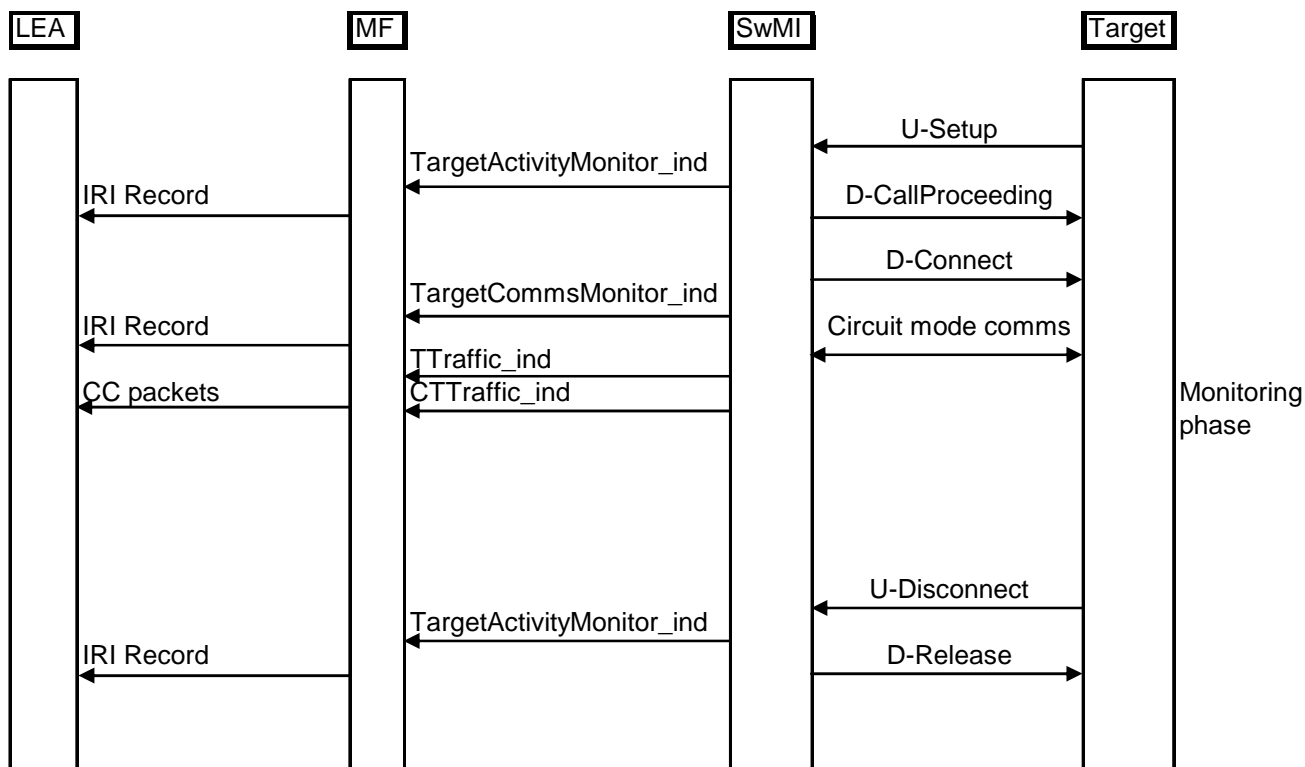 LEA
MF
SwMI
Target
U-Setup
TargetActivityMonitor_ind
IRI Record
D-CallProceeding
D-Connect
TargetCommsMonitor_ind
IRI Record
Circuit mode comms
TTraffic_ind
CC packets
CTTraffic_ind
Monitoring
phase
U-Disconnect
TargetActivityMonitor_ind
IRI Record
D-Release